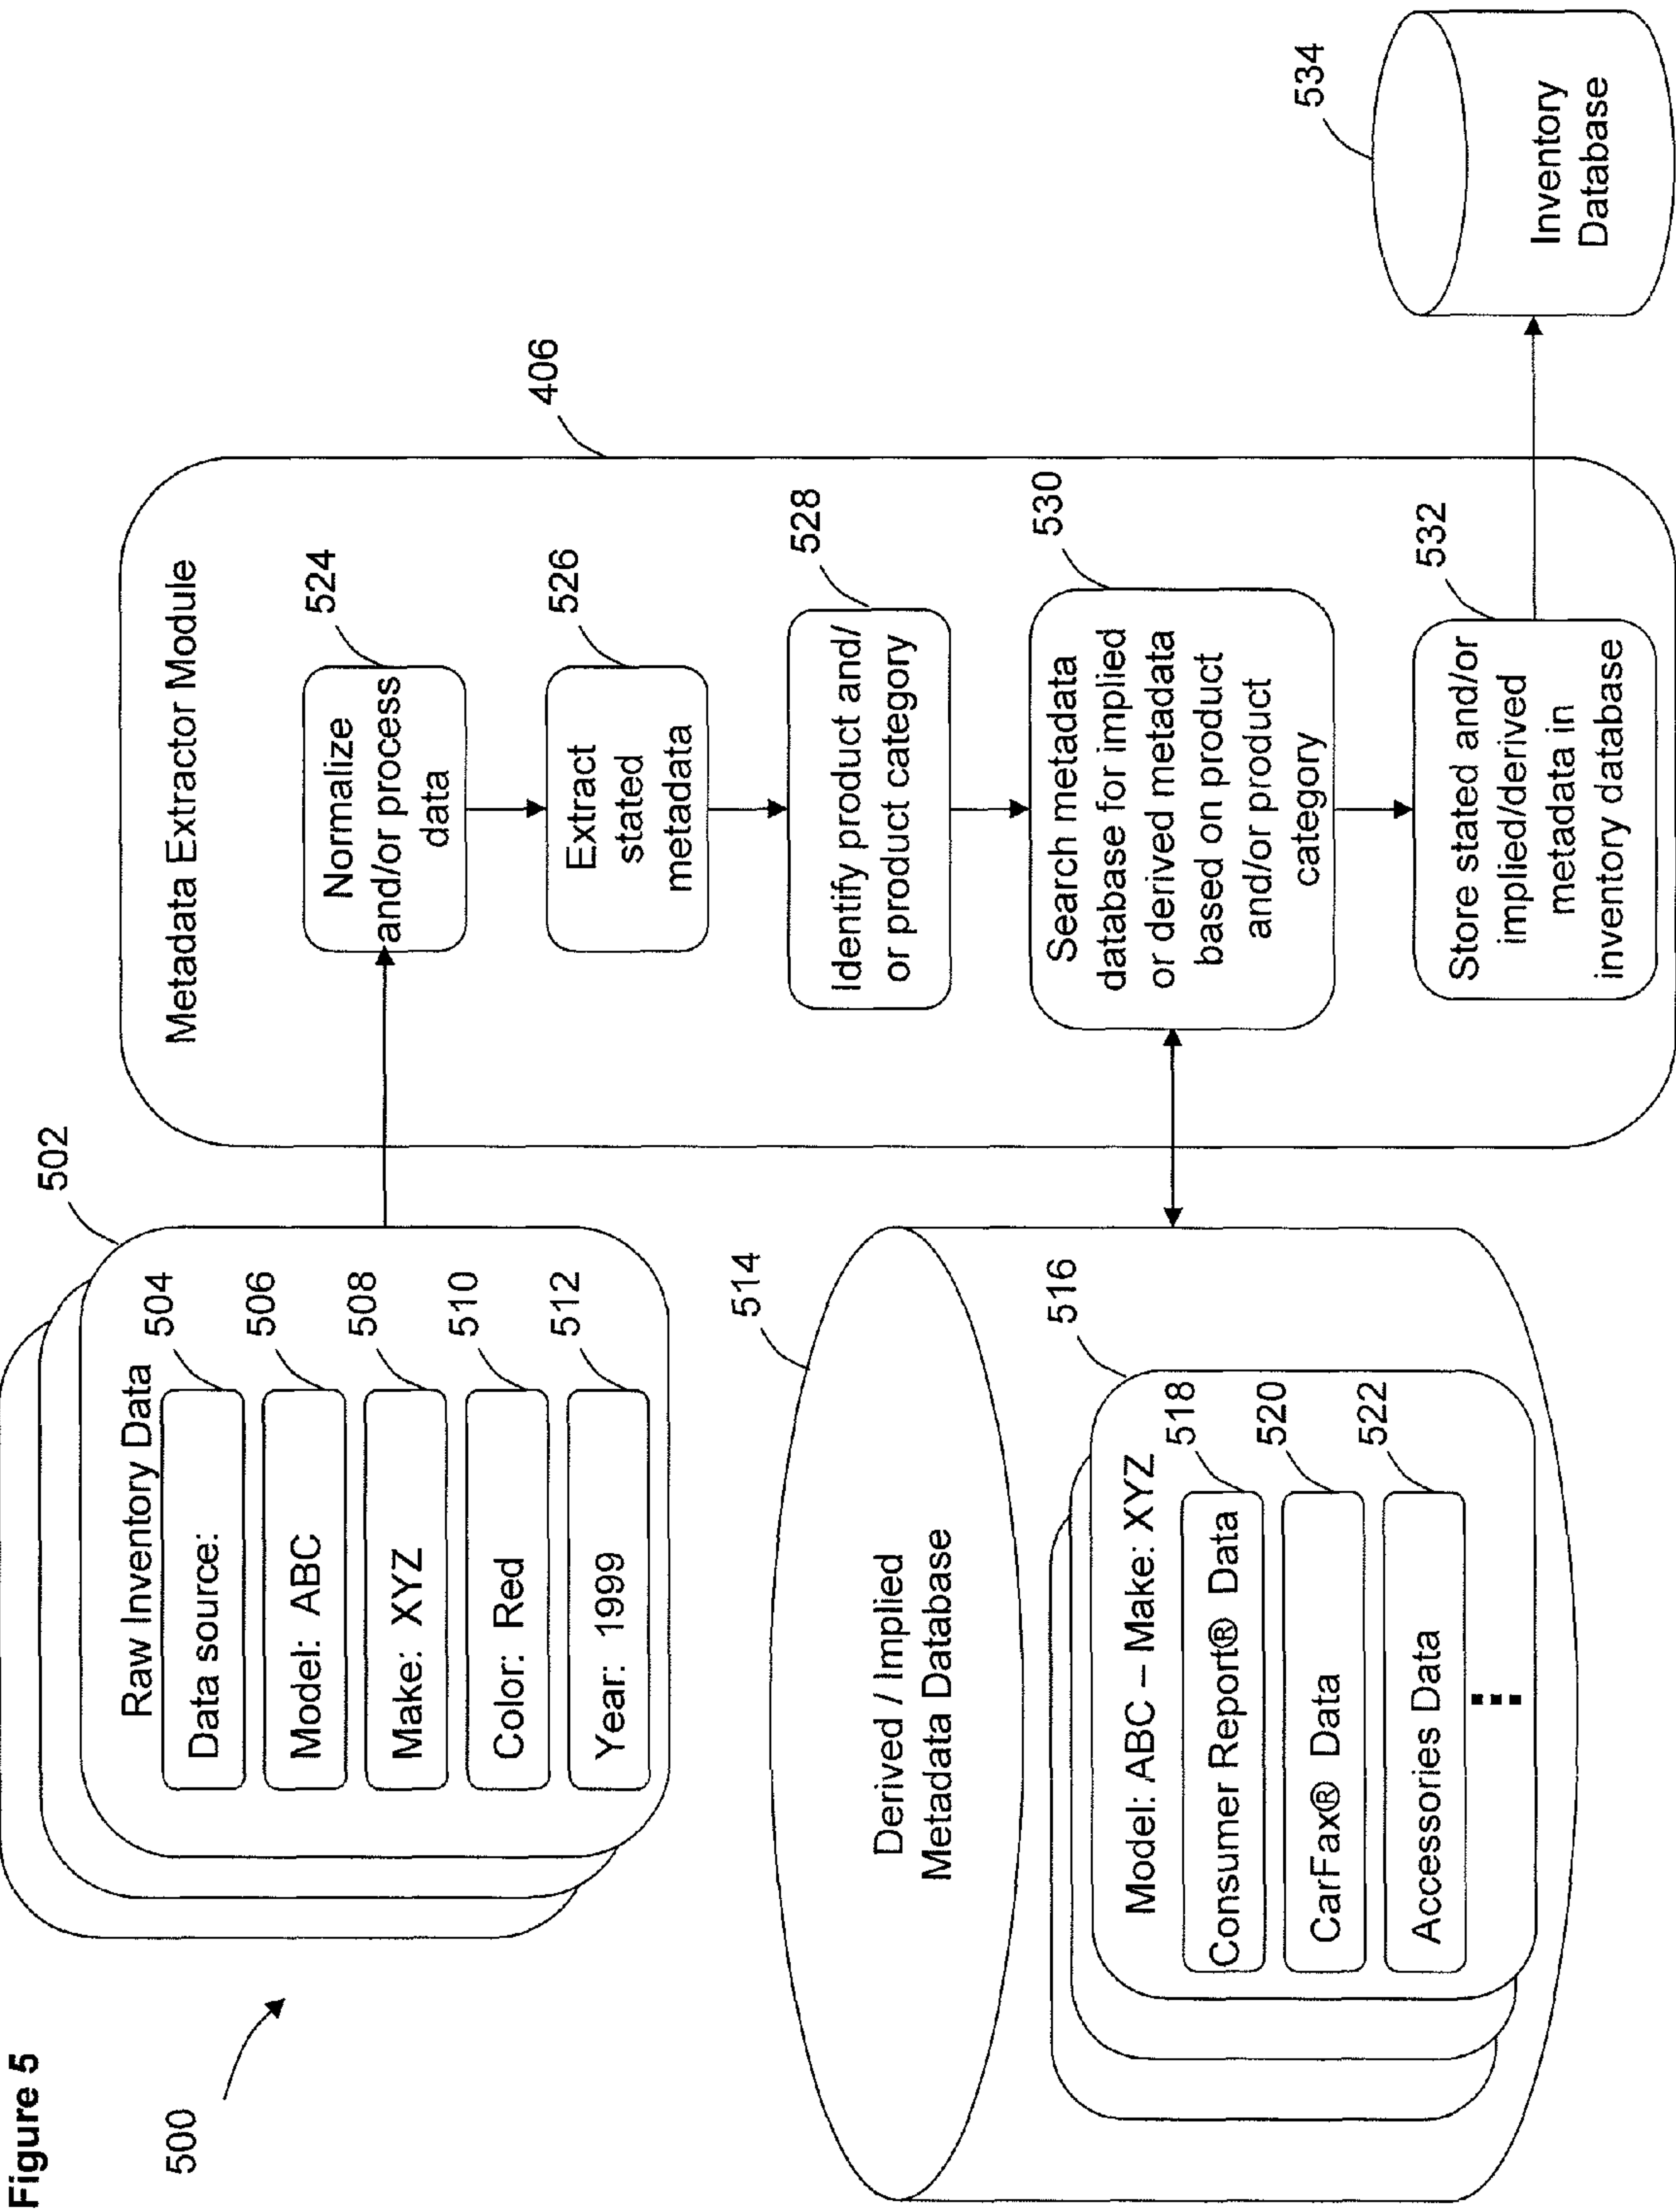 Figure 5
500
502
Raw Inventory Data
504
Data source:
506
Model: ABC
508
Make: XYZ
510
Color: Red
512
Year: 1999
514
Derived / Implied
Metadata Database
516
Model: ABC – Make: XYZ
518
Consumer Report® Data
520
CarFax® Data
522
Accessories Data
406
Metadata Extractor Module
524
Normalize
and/or process
data
526
Extract
stated
metadata
528
Identify product and/
or product category
530
Search metadata
database for implied
or derived metadata
based on product
and/or product
category
532
Store stated and/or
implied/derived
metadata in
inventory database
534
Inventory
Database